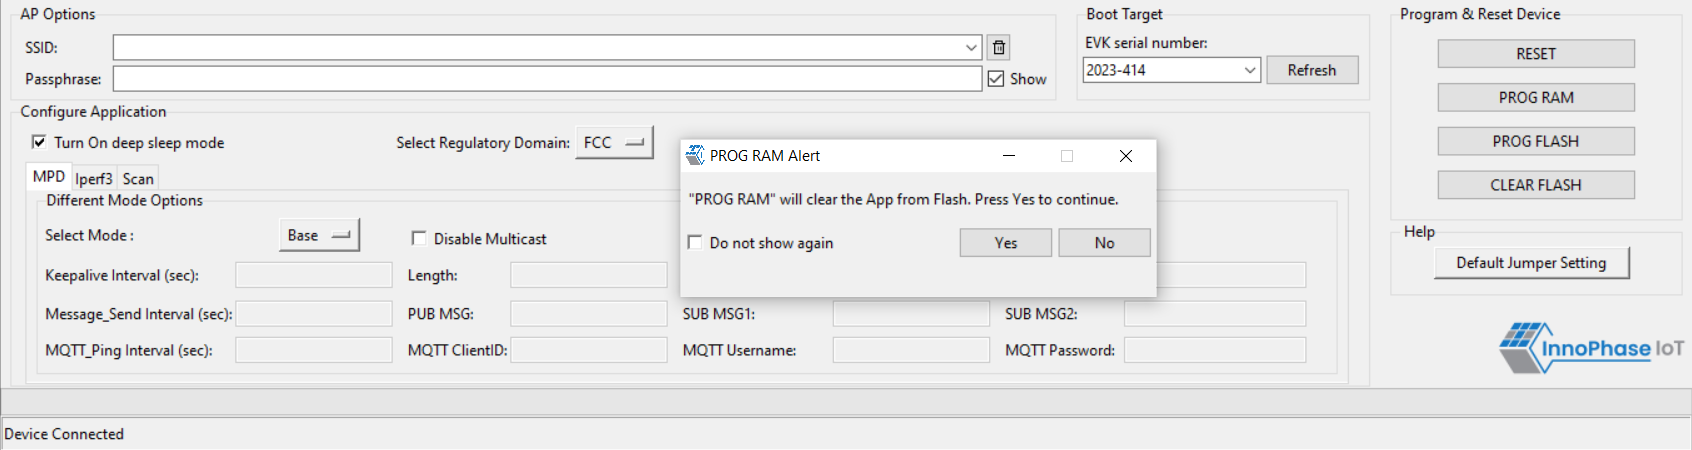 AP Options
SSID:
Passphrase:
Show
Boot Target
EVK serial number:
2023-414
Refresh
Program & Reset Device
RESET
PROG RAM
PROG FLASH
CLEAR FLASH
Configure Application
Turn On deep sleep mode
Select Regulatory Domain: FCC
MPD Iperf3 Scan
Different Mode Options
Select Mode : Base
Disable Multicast
Keepalive Interval (sec): Length:
Message_Send Interval (sec): PUB MSG: SUB MSG1: SUB MSG2:
MQTT_Ping Interval (sec): MQTT ClientID: MQTT Username: MQTT Password:
PROG RAM Alert
"PROG RAM" will clear the App from Flash. Press Yes to continue.
Do not show again
Yes No
Help
Default Jumper Setting
InnoPhase IoT
Device Connected